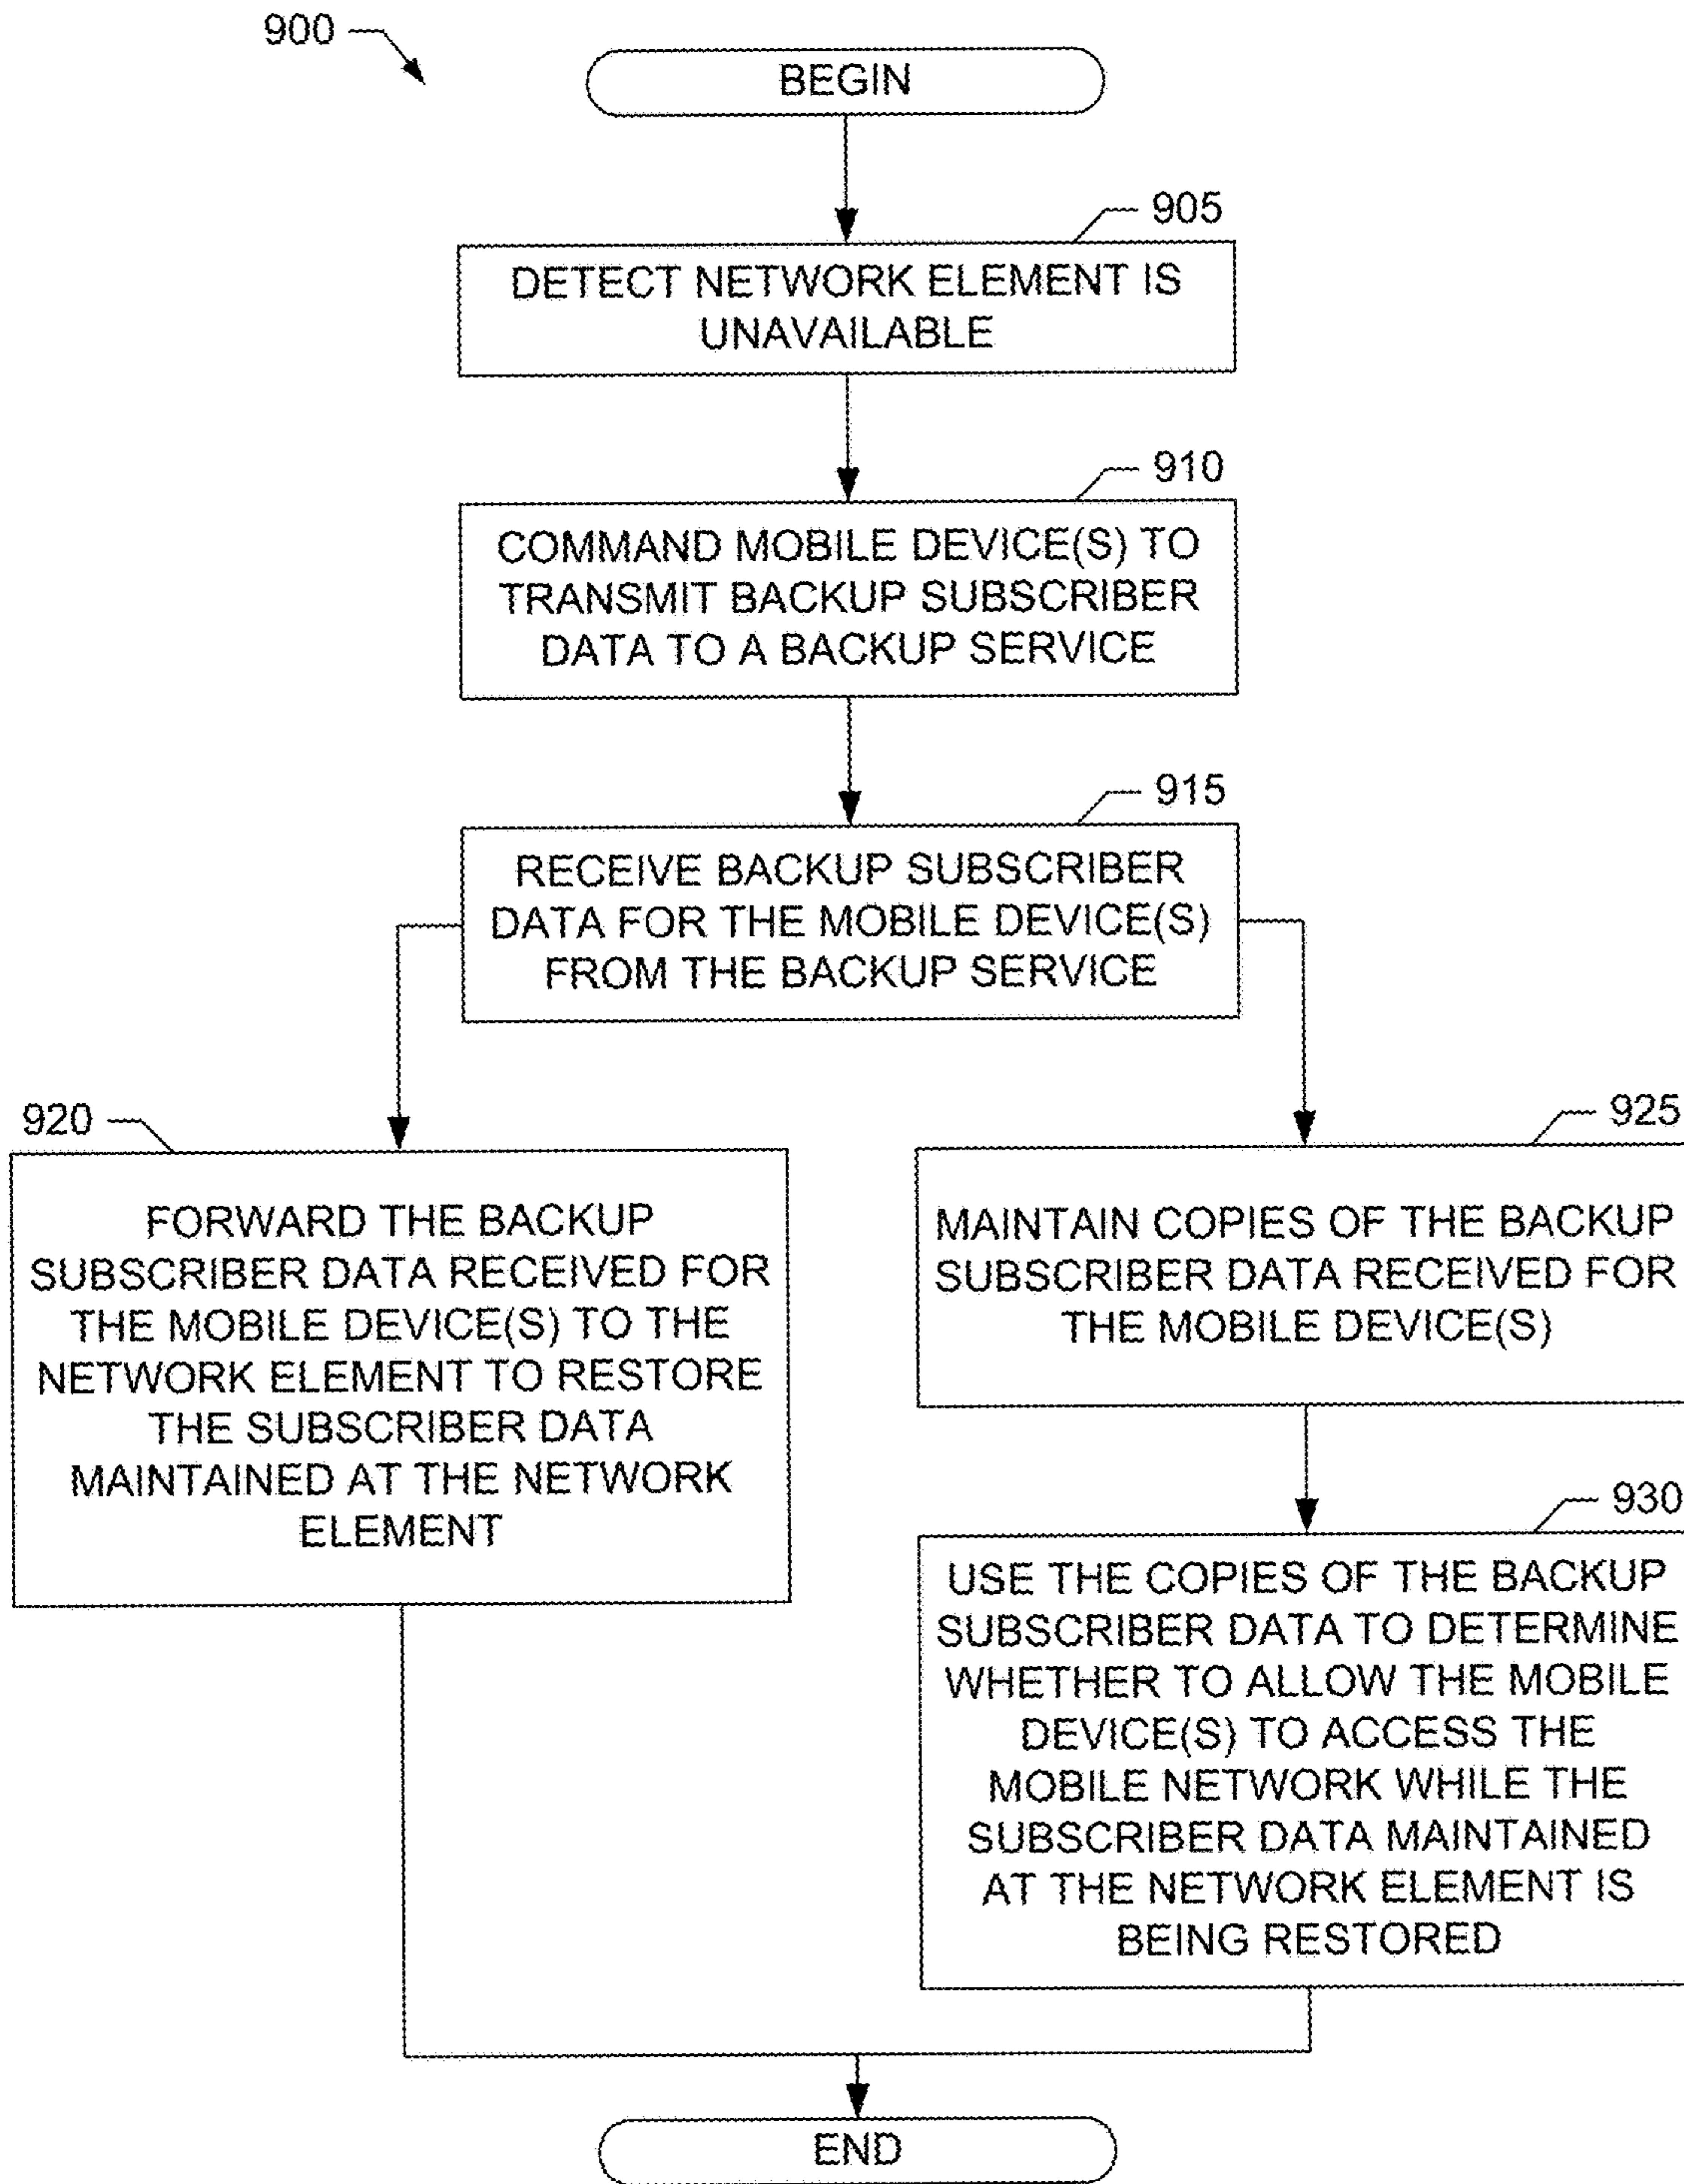 900
BEGIN
905
DETECT NETWORK ELEMENT IS
UNAVAILABLE
910
COMMAND MOBILE DEVICE(S) TO
TRANSMIT BACKUP SUBSCRIBER
DATA TO A BACKUP SERVICE
915
RECEIVE BACKUP SUBSCRIBER
DATA FOR THE MOBILE DEVICE(S)
FROM THE BACKUP SERVICE
920
FORWARD THE BACKUP
SUBSCRIBER DATA RECEIVED FOR
THE MOBILE DEVICE(S) TO THE
NETWORK ELEMENT TO RESTORE
THE SUBSCRIBER DATA
MAINTAINED AT THE NETWORK
ELEMENT
925
MAINTAIN COPIES OF THE BACKUP
SUBSCRIBER DATA RECEIVED FOR
THE MOBILE DEVICE(S)
930
USE THE COPIES OF THE BACKUP
SUBSCRIBER DATA TO DETERMINE
WHETHER TO ALLOW THE MOBILE
DEVICE(S) TO ACCESS THE
MOBILE NETWORK WHILE THE
SUBSCRIBER DATA MAINTAINED
AT THE NETWORK ELEMENT IS
BEING RESTORED
END